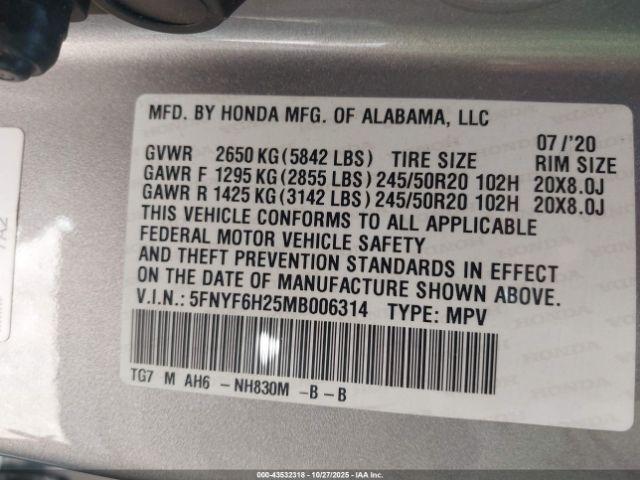 MFD. BY HONDA MFG. OF ALABAMA, LLC
07 /'20
GVWR 2650 KG (5842 LBS) TIRE SIZE RIM SIZE
GAWR F 1295 KG (2855 LBS) 245/50R20 102H 20X8.0J
GAWR R 1425 KG (3142 LBS) 245/50R20 102H 20X8.0J
THIS VEHICLE CONFORMS TO ALL APPLICABLE
FEDERAL MOTOR VEHICLE SAFETY
AND THEFT PREVENTION STANDARDS IN EFFECT
ON THE DATE OF MANUFACTURE SHOWN ABOVE.
V.I.N.: 5FNYF6H25MB006314 TYPE: MPV
TG7 M AH6 - NH830M - B - B
000-43532318 | 10/27/2025 | © IAA Inc.